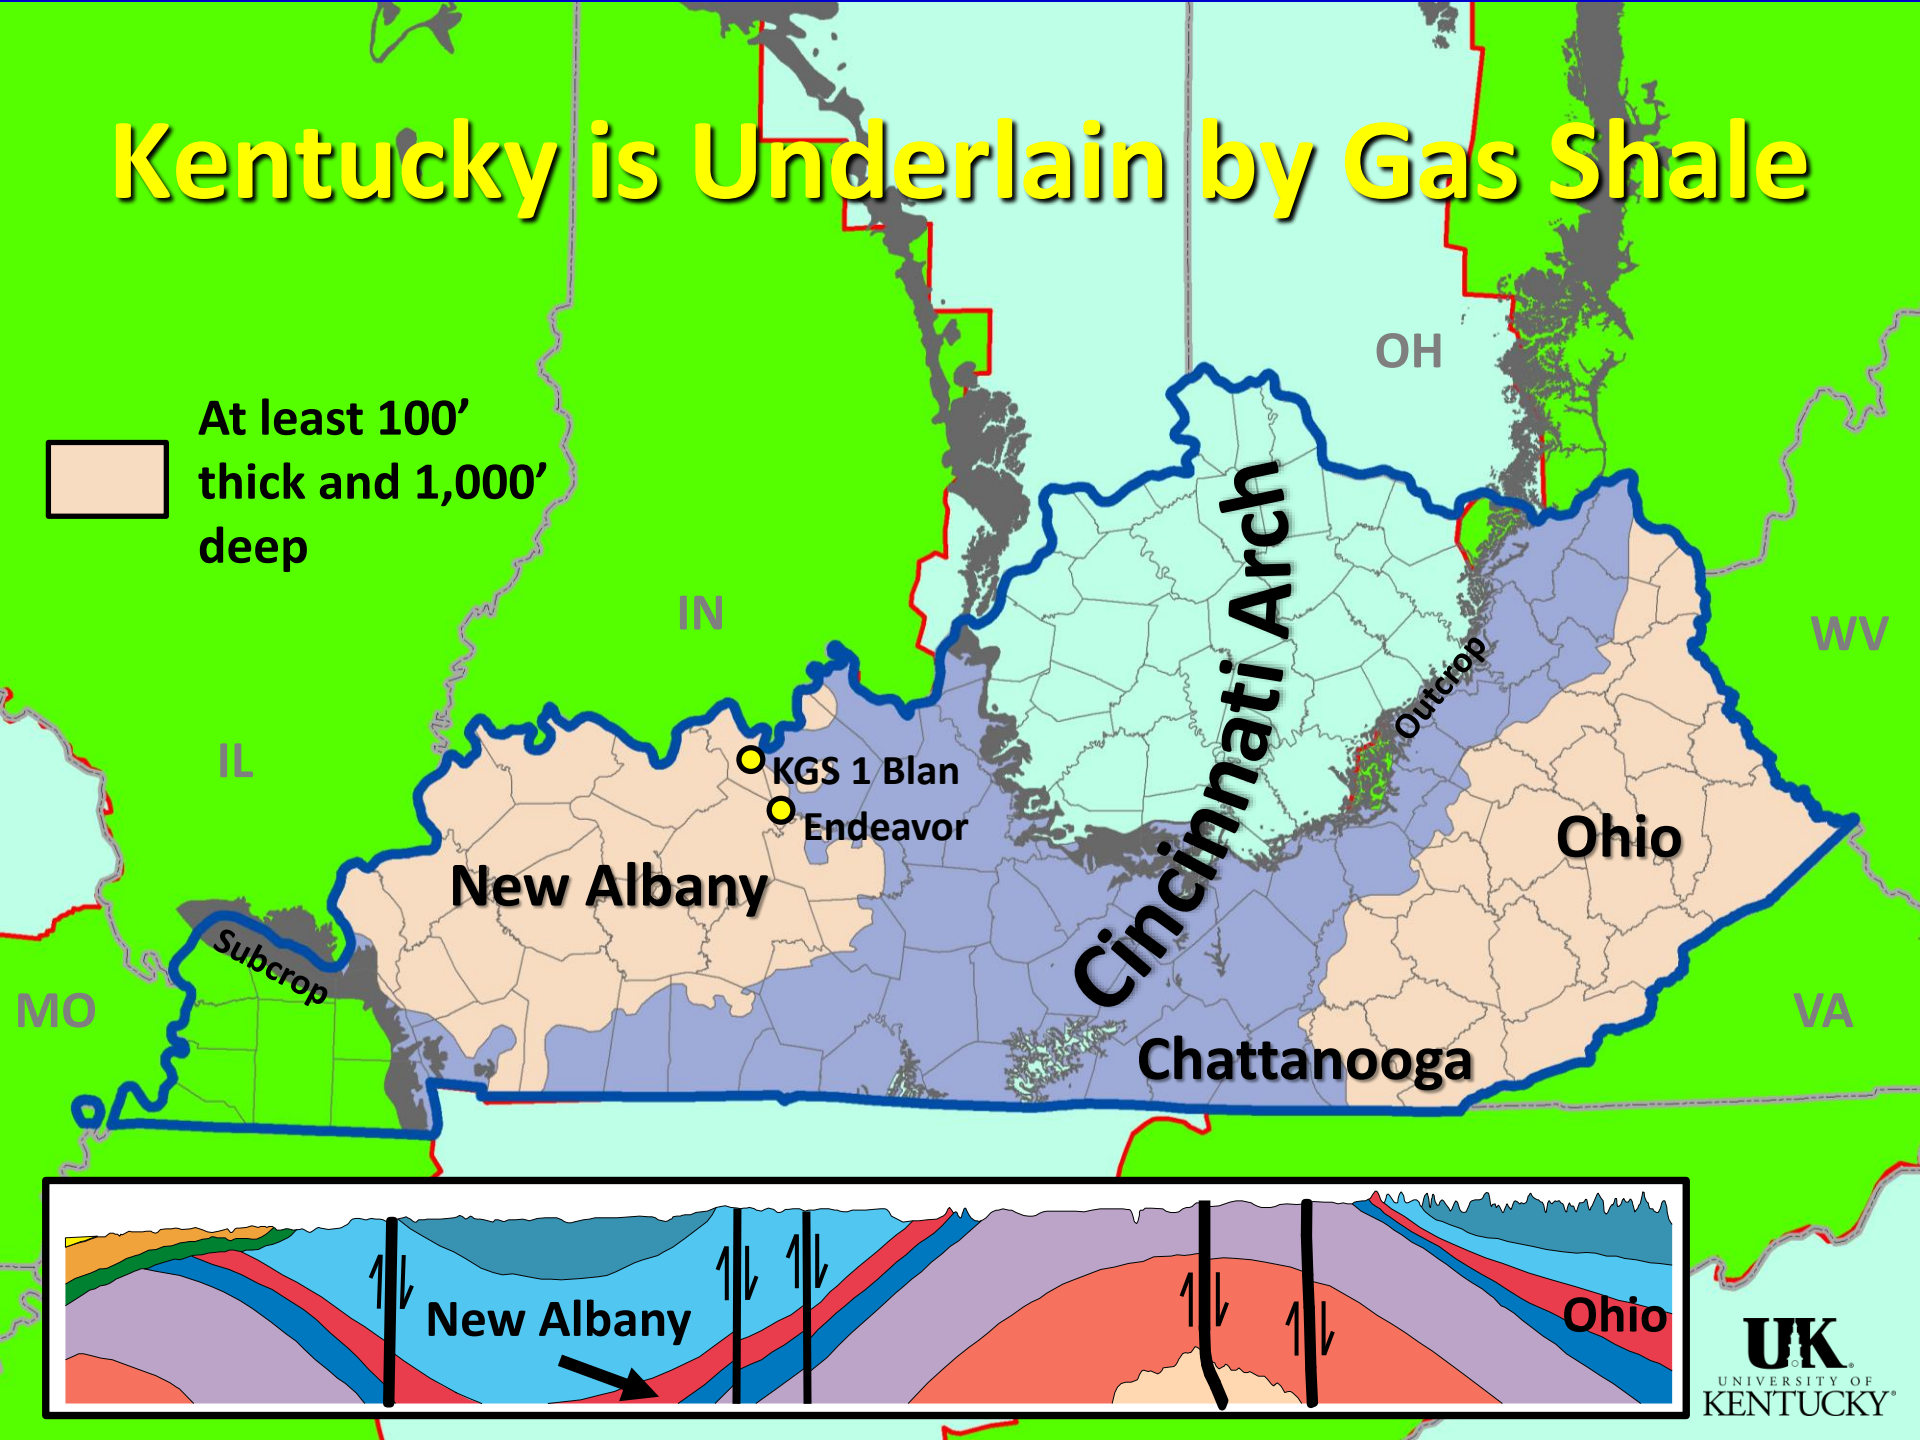 Kentucky is Underlain by Gas Shale
OH
At least 100’
thick and 1,000’
deep
Cincinnati Arch
IN
WV
Outcrop
IL
KGS 1 Blan
Endeavor
Ohio
New Albany
Subcrop
MO
VA
Chattanooga
New Albany
Ohio
UK
UNIVERSITY OF
KENTUCKY